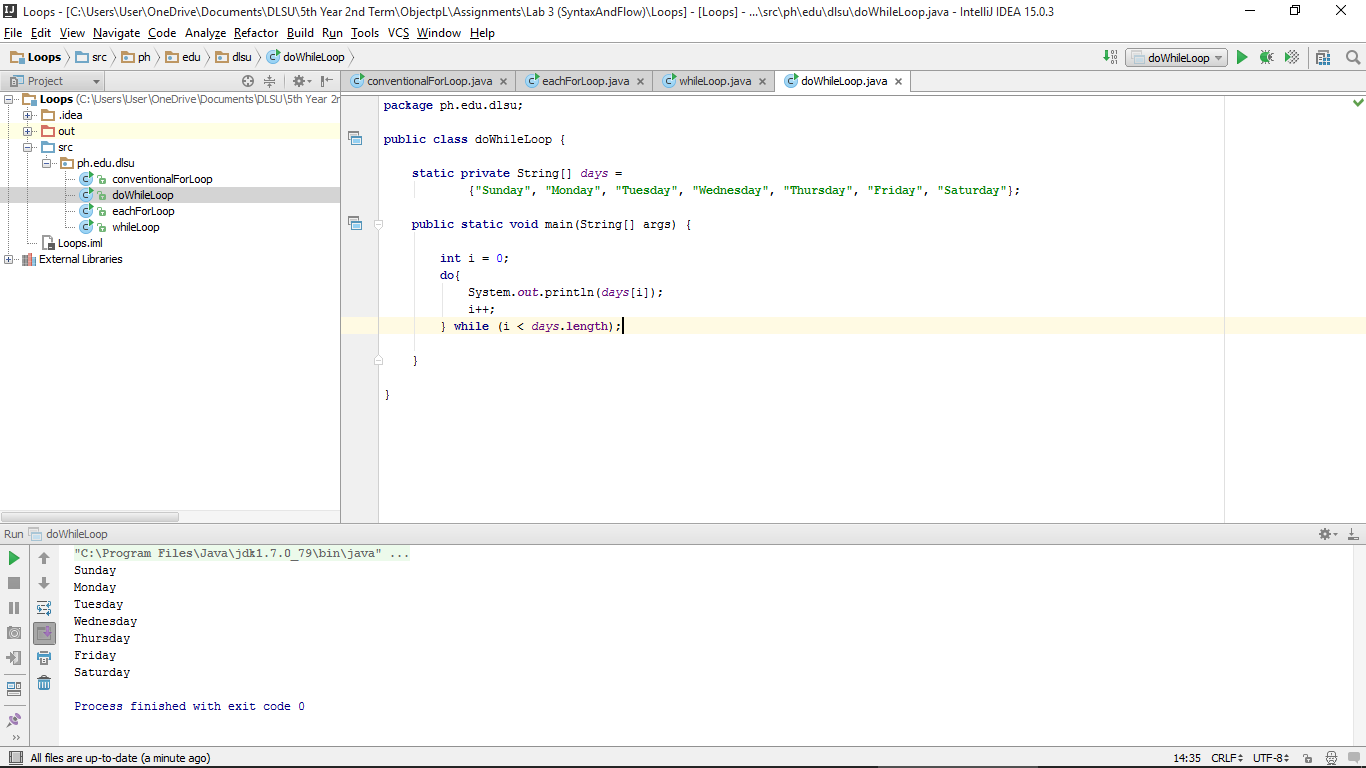 Loops - [C:\Users\User\OneDrive\Documents\DLSU\5th Year 2nd Term\ObjectpL\Assignments\Lab 3 (SyntaxAndFlow)\Loops] - [Loops] - ...\src\ph\edu\dlsu\doWhileLoop.java - IntelliJ IDEA 15.0.3
File Edit View Navigate Code Analyze Refactor Build Run Tools VCS Window Help
Loops src ph edu dlsu doWhileLoop
doWhileLoop
Project
conventionalForLoop.java eachForLoop.java whileLoop.java doWhileLoop.java
Loops (C:\Users\User\OneDrive\Documents\DLSU\5th Year 2r
.idea
out
src
ph.edu.dlsu
conventionalForLoop
doWhileLoop
eachForLoop
whileLoop
Loops.iml
External Libraries
package ph.edu.dlsu;
public class doWhileLoop {
static private String[] days =
{"Sunday", "Monday", "Tuesday", "Wednesday", "Thursday", "Friday", "Saturday"};
public static void main(String[] args) {
int i = 0;
do{
System.out.println(days[i]);
i++;
} while (i < days.length);
}
}
Run doWhileLoop
"C:\Program Files\Java\jdk1.7.0_79\bin\java" ...
Sunday
Monday
Tuesday
Wednesday
Thursday
Friday
Saturday
Process finished with exit code 0
All files are up-to-date (a minute ago)
14:35 CRLF UTF-8